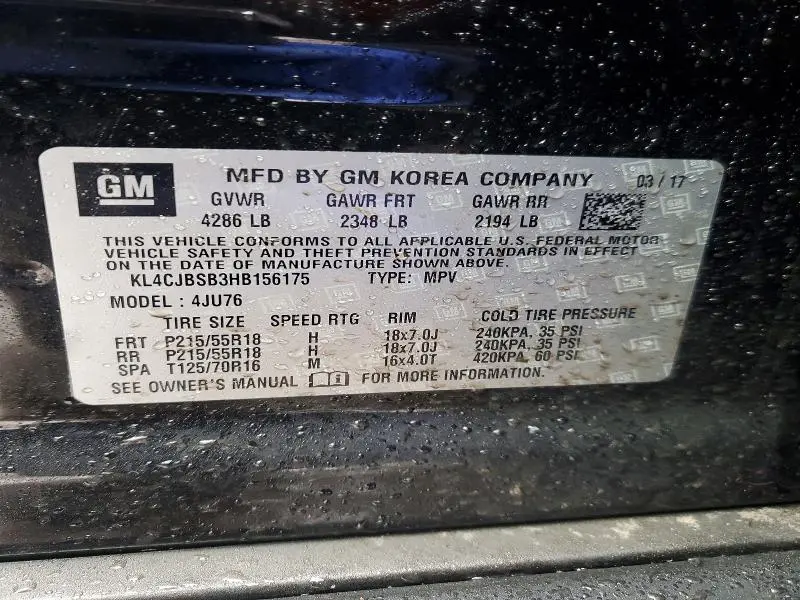 GM MFD BY GM KOREA COMPANY 03 / 17
GVWR GAWR FRT GAWR RR
4286 LB 2348 LB 2194 LB
THIS VEHICLE CONFORMS TO ALL APPLICABLE U.S. FEDERAL MOTOR
VEHICLE SAFETY AND THEFT PREVENTION STANDARDS IN EFFECT
ON THE DATE OF MANUFACTURE SHOWN ABOVE.
KL4CJBSB3HB156175 TYPE: MPV
MODEL : 4JU76
TIRE SIZE SPEED RTG RIM COLD TIRE PRESSURE
FRT P215/55R18 H 18x7.0J 240KPA, 35 PSI
RR P215/55R18 H 18x7.0J 240KPA, 35 PSI
SPA T125/70R16 M 16x4.0T 420KPA, 60 PSI
SEE OWNER'S MANUAL FOR MORE INFORMATION.